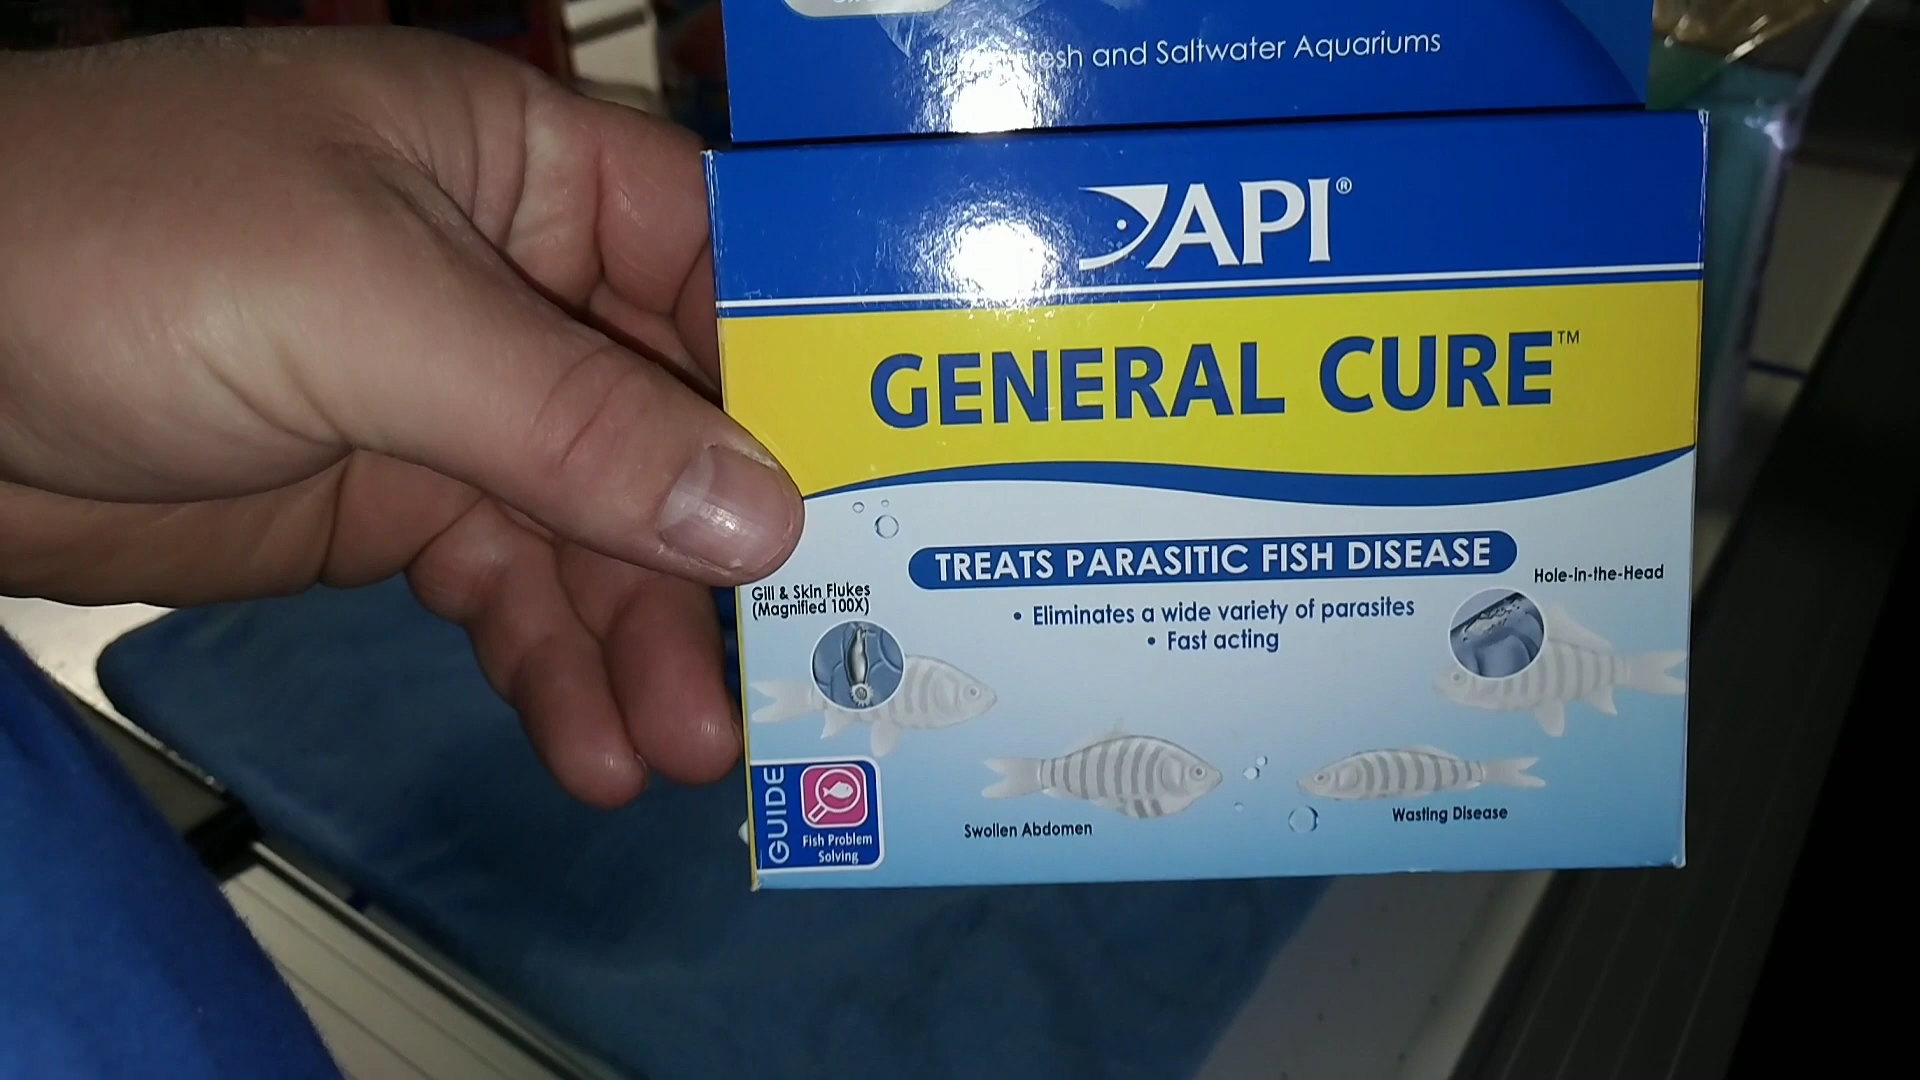 esh and Saltwater Aquariums
API®
GENERAL CURE™
TREATS PARASITIC FISH DISEASE
Gill & Skin Flukes
(Magnified 100X)
Hole-in-the-Head
• Eliminates a wide variety of parasites
• Fast acting
Swollen Abdomen
Wasting Disease
GUIDE
Fish Problem
Solving